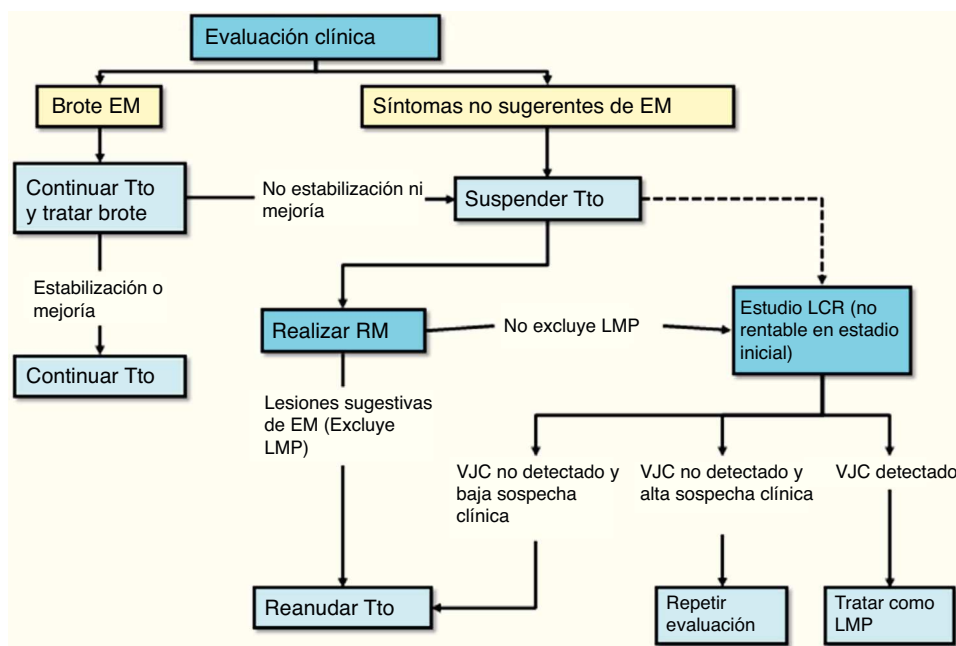 Evaluación clínica
Brote EM
Síntomas no sugerentes de EM
Continuar Tto
y tratar brote
No estabilización ni
mejoría
Suspender Tto
Estabilización o
mejoría
Realizar RM
No excluye LMP
Estudio LCR (no
rentable en estadio
inicial)
Continuar Tto
Lesiones sugestivas
de EM (Excluye
LMP)
VJC no detectado y
baja sospecha
clínica
VJC no detectado y
alta sospecha clínica
VJC detectado
Reanudar Tto
Repetir
evaluación
Tratar como
LMP